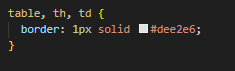 table, th, td {
  border: 1px solid #dee2e6;
}